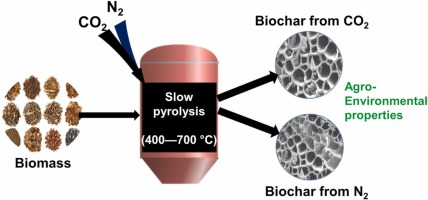 N2
CO2
Biomass
Slow
pyrolysis
(400—700 °C)
Biochar from CO2
Agro-
Environmental
properties
Biochar from N2